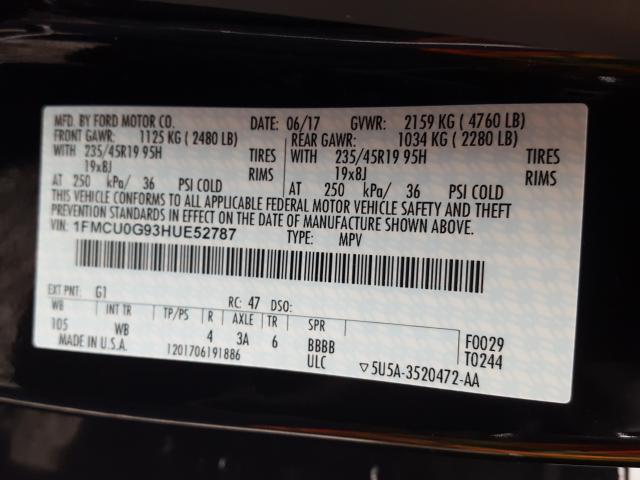 MFD. BY FORD MOTOR CO. DATE: 06/17 GVWR: 2159 KG ( 4760 LB)
FRONT GAWR: 1125 KG ( 2480 LB) REAR GAWR: 1034 KG ( 2280 LB)
WITH 235/45R19 95H TIRES WITH 235/45R19 95H TIRES
19x8J RIMS 19x8J RIMS
AT 250 kPa/ 36 PSI COLD AT 250 kPa/ 36 PSI COLD
THIS VEHICLE CONFORMS TO ALL APPLICABLE FEDERAL MOTOR VEHICLE SAFETY AND THEFT
PREVENTION STANDARDS IN EFFECT ON THE DATE OF MANUFACTURE SHOWN ABOVE.
VIN: 1FMCU0G93HUE52787 TYPE: MPV
EXT PNT: G1 RC: 47 DSO:
WB INT TR TP/PS R AXLE TR SPR
105 WB 4 3A 6 BBBB F0029
MADE IN U.S.A. 1201706191886 ULC ▽5U5A-3520472-AA T0244